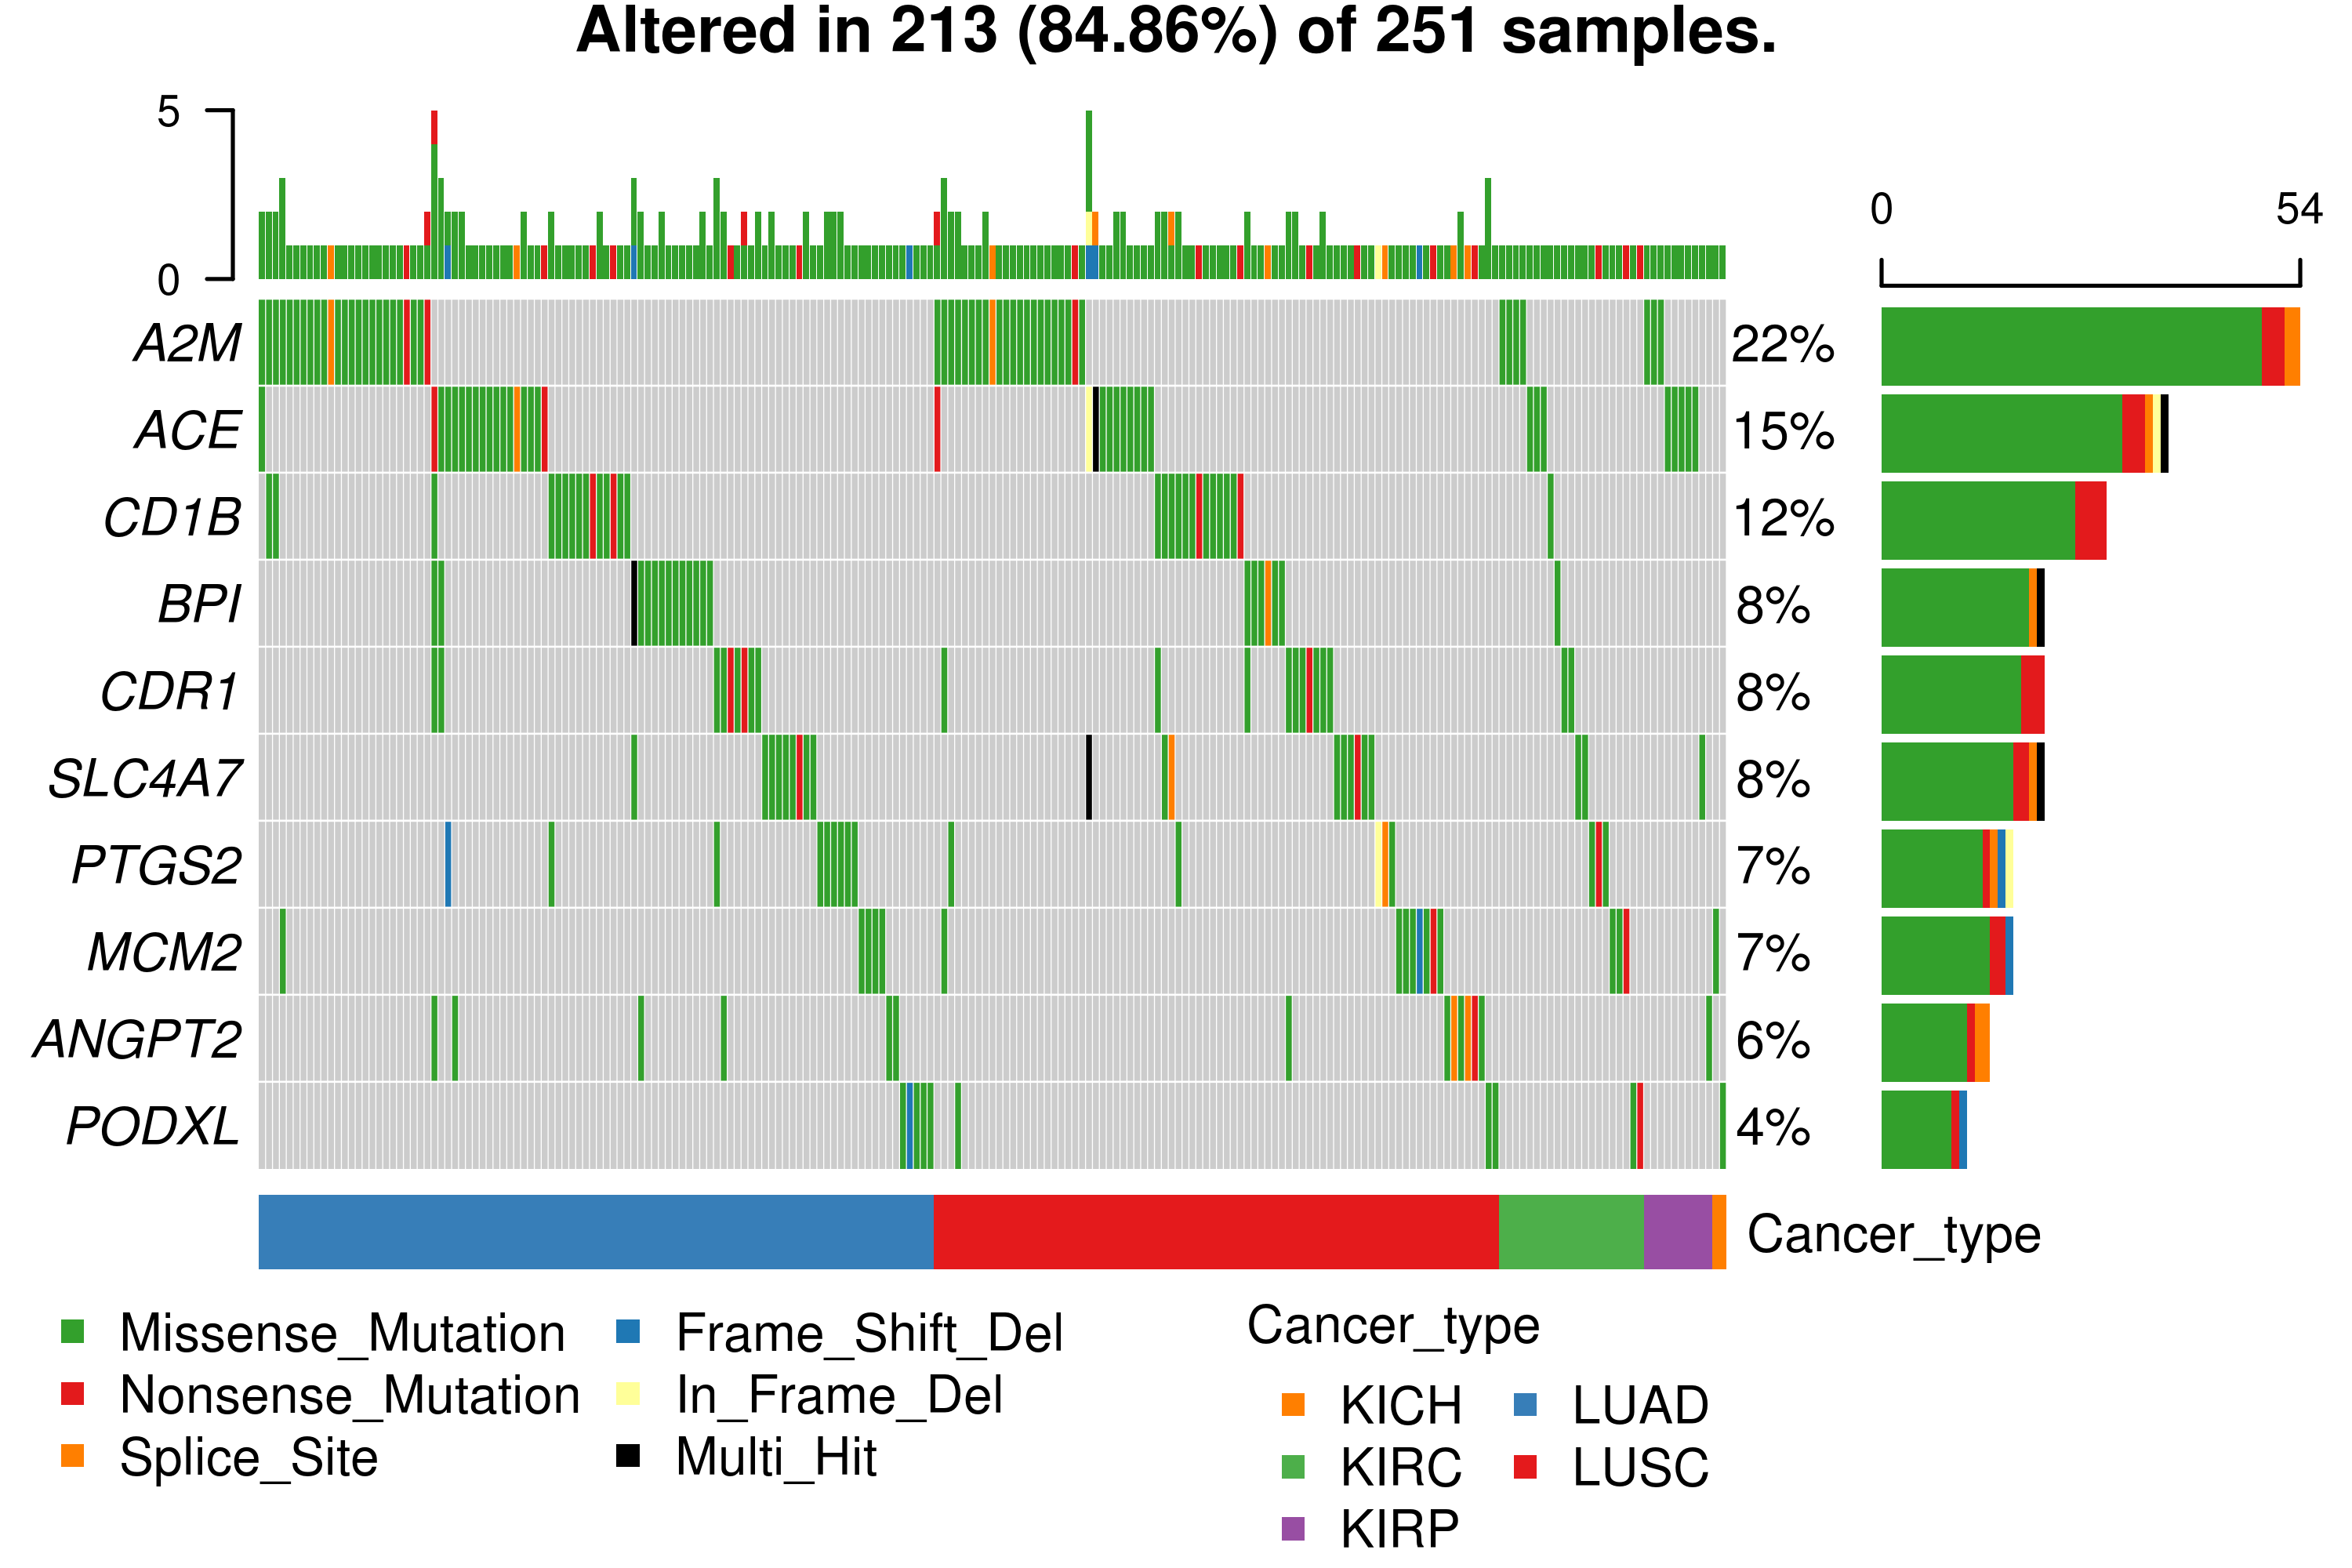 Altered in 213 (84.86%) of 251 samples.
5
0
0 54
A2M 22%
ACE 15%
CD1B 12%
BPI 8%
CDR1 8%
SLC4A7 8%
PTGS2 7%
MCM2 7%
ANGPT2 6%
PODXL 4%
Cancer_type
Missense_Mutation Frame_Shift_Del
Nonsense_Mutation In_Frame_Del
Splice_Site Multi_Hit
Cancer_type
KICH LUAD
KIRC LUSC
KIRP